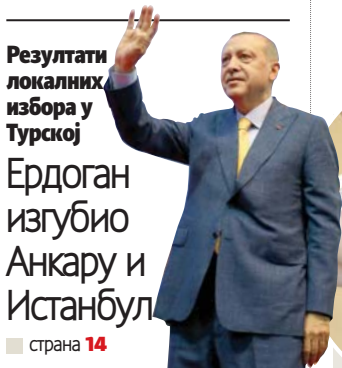 Резултати
локалних
избора у
Турској
Ердоган
изгубио
Анкару и
Истанбул
страна 14